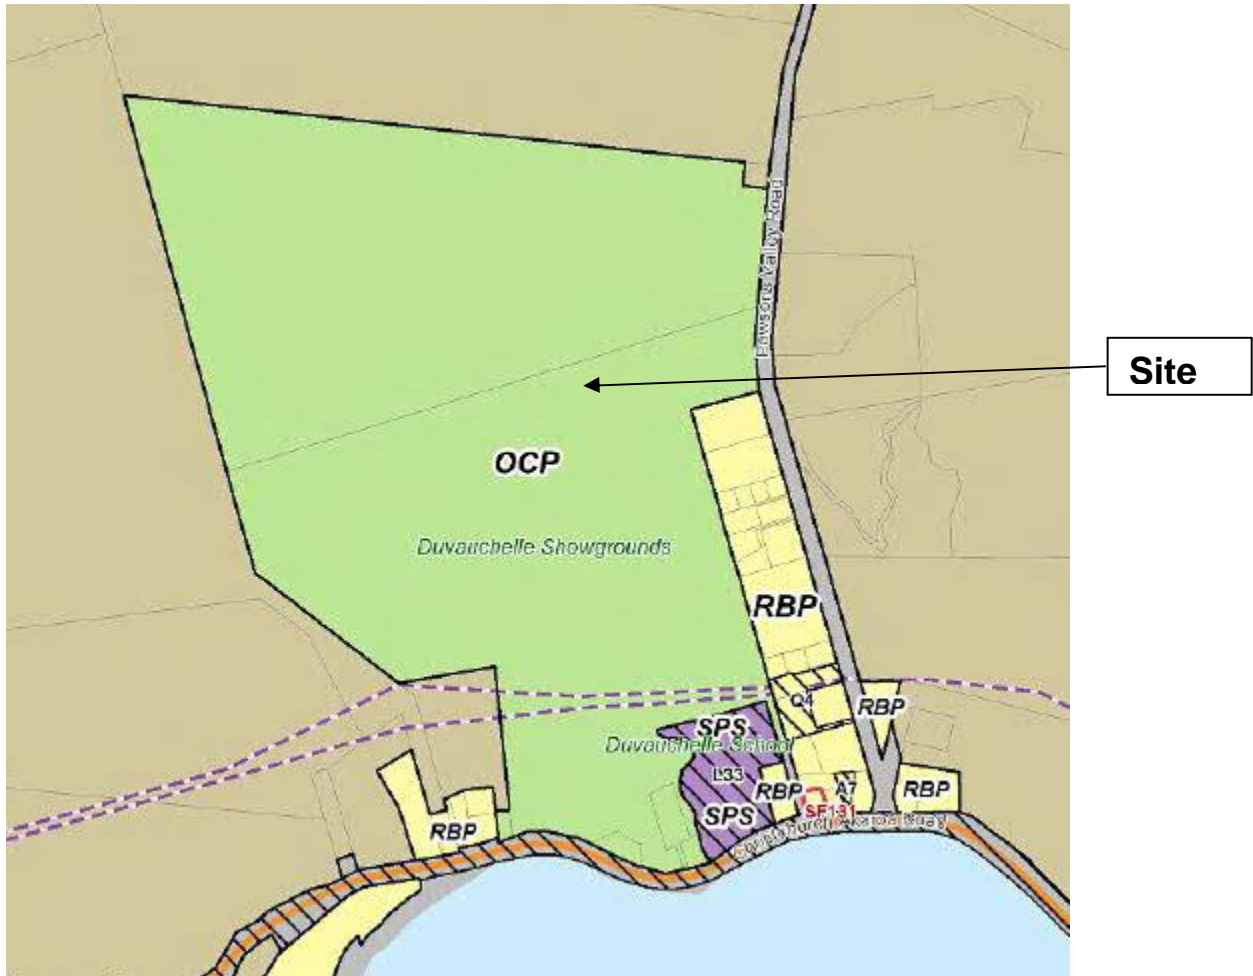 Pawsons Valley Road
Site
OCP
Duvauchelle Showgrounds
RBP
Q4
RBP
SPS
Duvauchelle School
L33
RBP
A7
RBP
SPS
SF131
RBP
Christchurch Akaroa Road